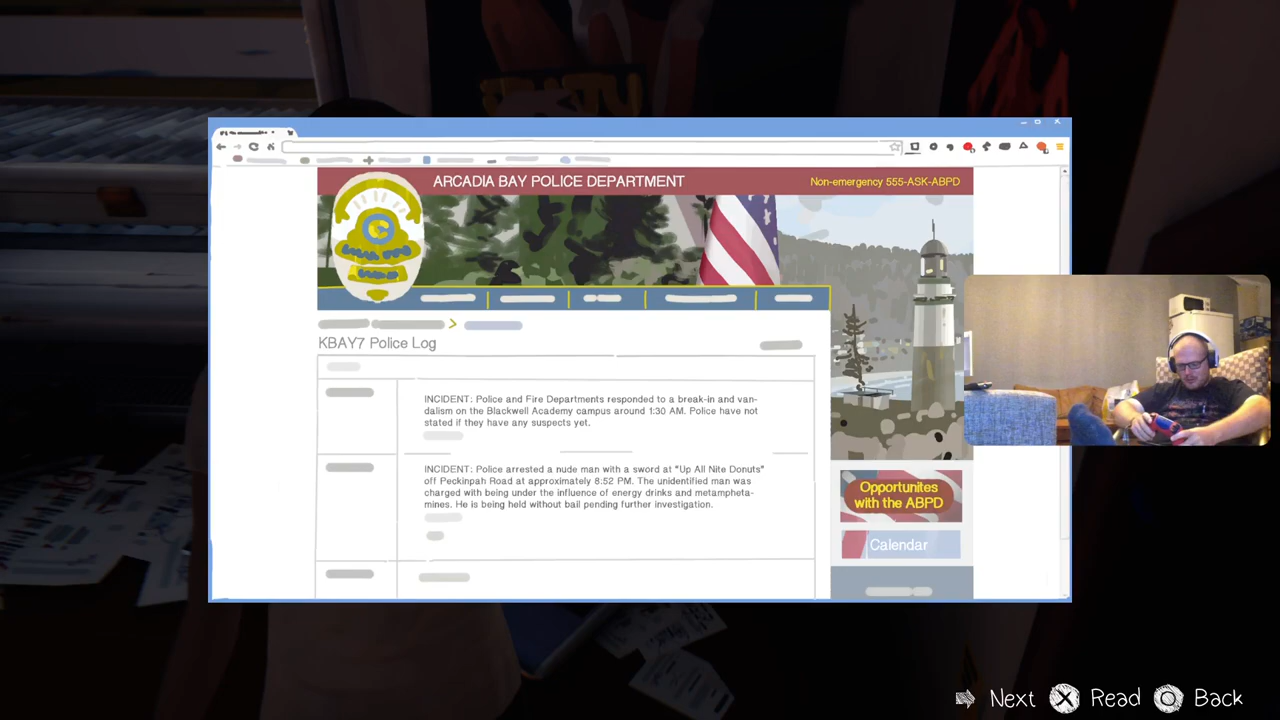 ARCADIA BAY POLICE DEPARTMENT
Non-emergency 555-ASK-ABPD
KBAY7 Police Log
INCIDENT: Police and Fire Departments responded to a break-in and van-
dalism on the Blackwell Academy campus around 1:30 AM. Police have not
stated if they have any suspects yet.
INCIDENT: Police arrested a nude man with a sword at "Up All Nite Donuts"
off Peckinpah Road at approximately 8:52 PM. The unidentified man was
charged with being under the influence of energy drinks and metampheta-
mines. He is being held without bail pending further investigation.
Opportunites
with the ABPD
Calendar
Next
Read
Back